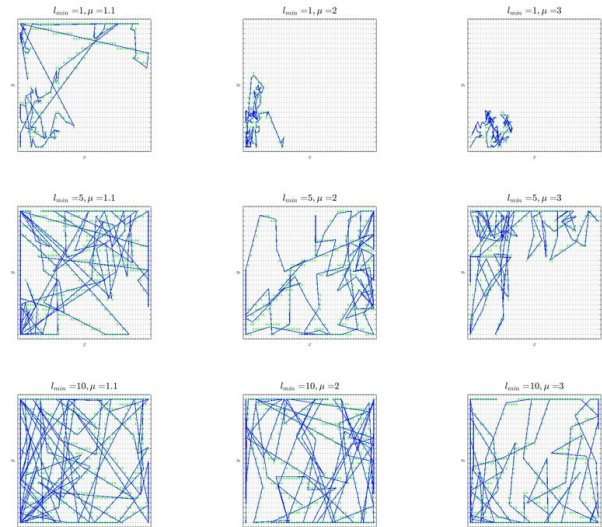 l_min =1, μ =1.1
l_min =1, μ =2
l_min =1, μ =3
x
x
x
l_min =5, μ =1.1
l_min =5, μ =2
l_min =5, μ =3
x
x
x
l_min =10, μ =1.1
l_min =10, μ =2
l_min =10, μ =3